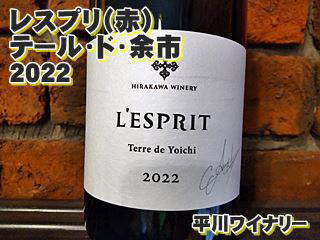 レスプリ(赤)
テール・ド・余市
2022
HIRAKAWA WINERY
L'ESPRIT
Terre de Yoichi
2022
平川ワイナリー